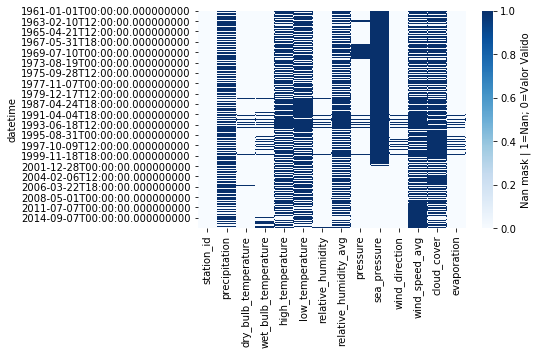 1961-01-01T00:00:00.000000000
1963-02-10T12:00:00.000000000
1965-04-21T12:00:00.000000000
1967-05-31T18:00:00.000000000
1969-07-10T00:00:00.000000000
1973-08-19T00:00:00.000000000
1975-09-28T12:00:00.000000000
1977-11-07T00:00:00.000000000
1979-12-17T12:00:00.000000000
1987-04-24T18:00:00.000000000
1991-04-04T18:00:00.000000000
1993-06-18T12:00:00.000000000
1995-08-31T00:00:00.000000000
1997-10-09T12:00:00.000000000
1999-11-18T18:00:00.000000000
2001-12-28T00:00:00.000000000
2004-02-06T12:00:00.000000000
2006-03-22T18:00:00.000000000
2008-05-01T00:00:00.000000000
2011-07-07T00:00:00.000000000
2014-09-07T00:00:00.000000000
datetime
station_id
precipitation
dry_bulb_temperature
wet_bulb_temperature
high_temperature
low_temperature
relative_humidity
relative_humidity_avg
pressure
sea_pressure
wind_direction
wind_speed_avg
cloud_cover
evaporation
1.0
0.8
0.6
0.4
0.2
0.0
Nan mask | 1=Nan; 0=Valor Valido